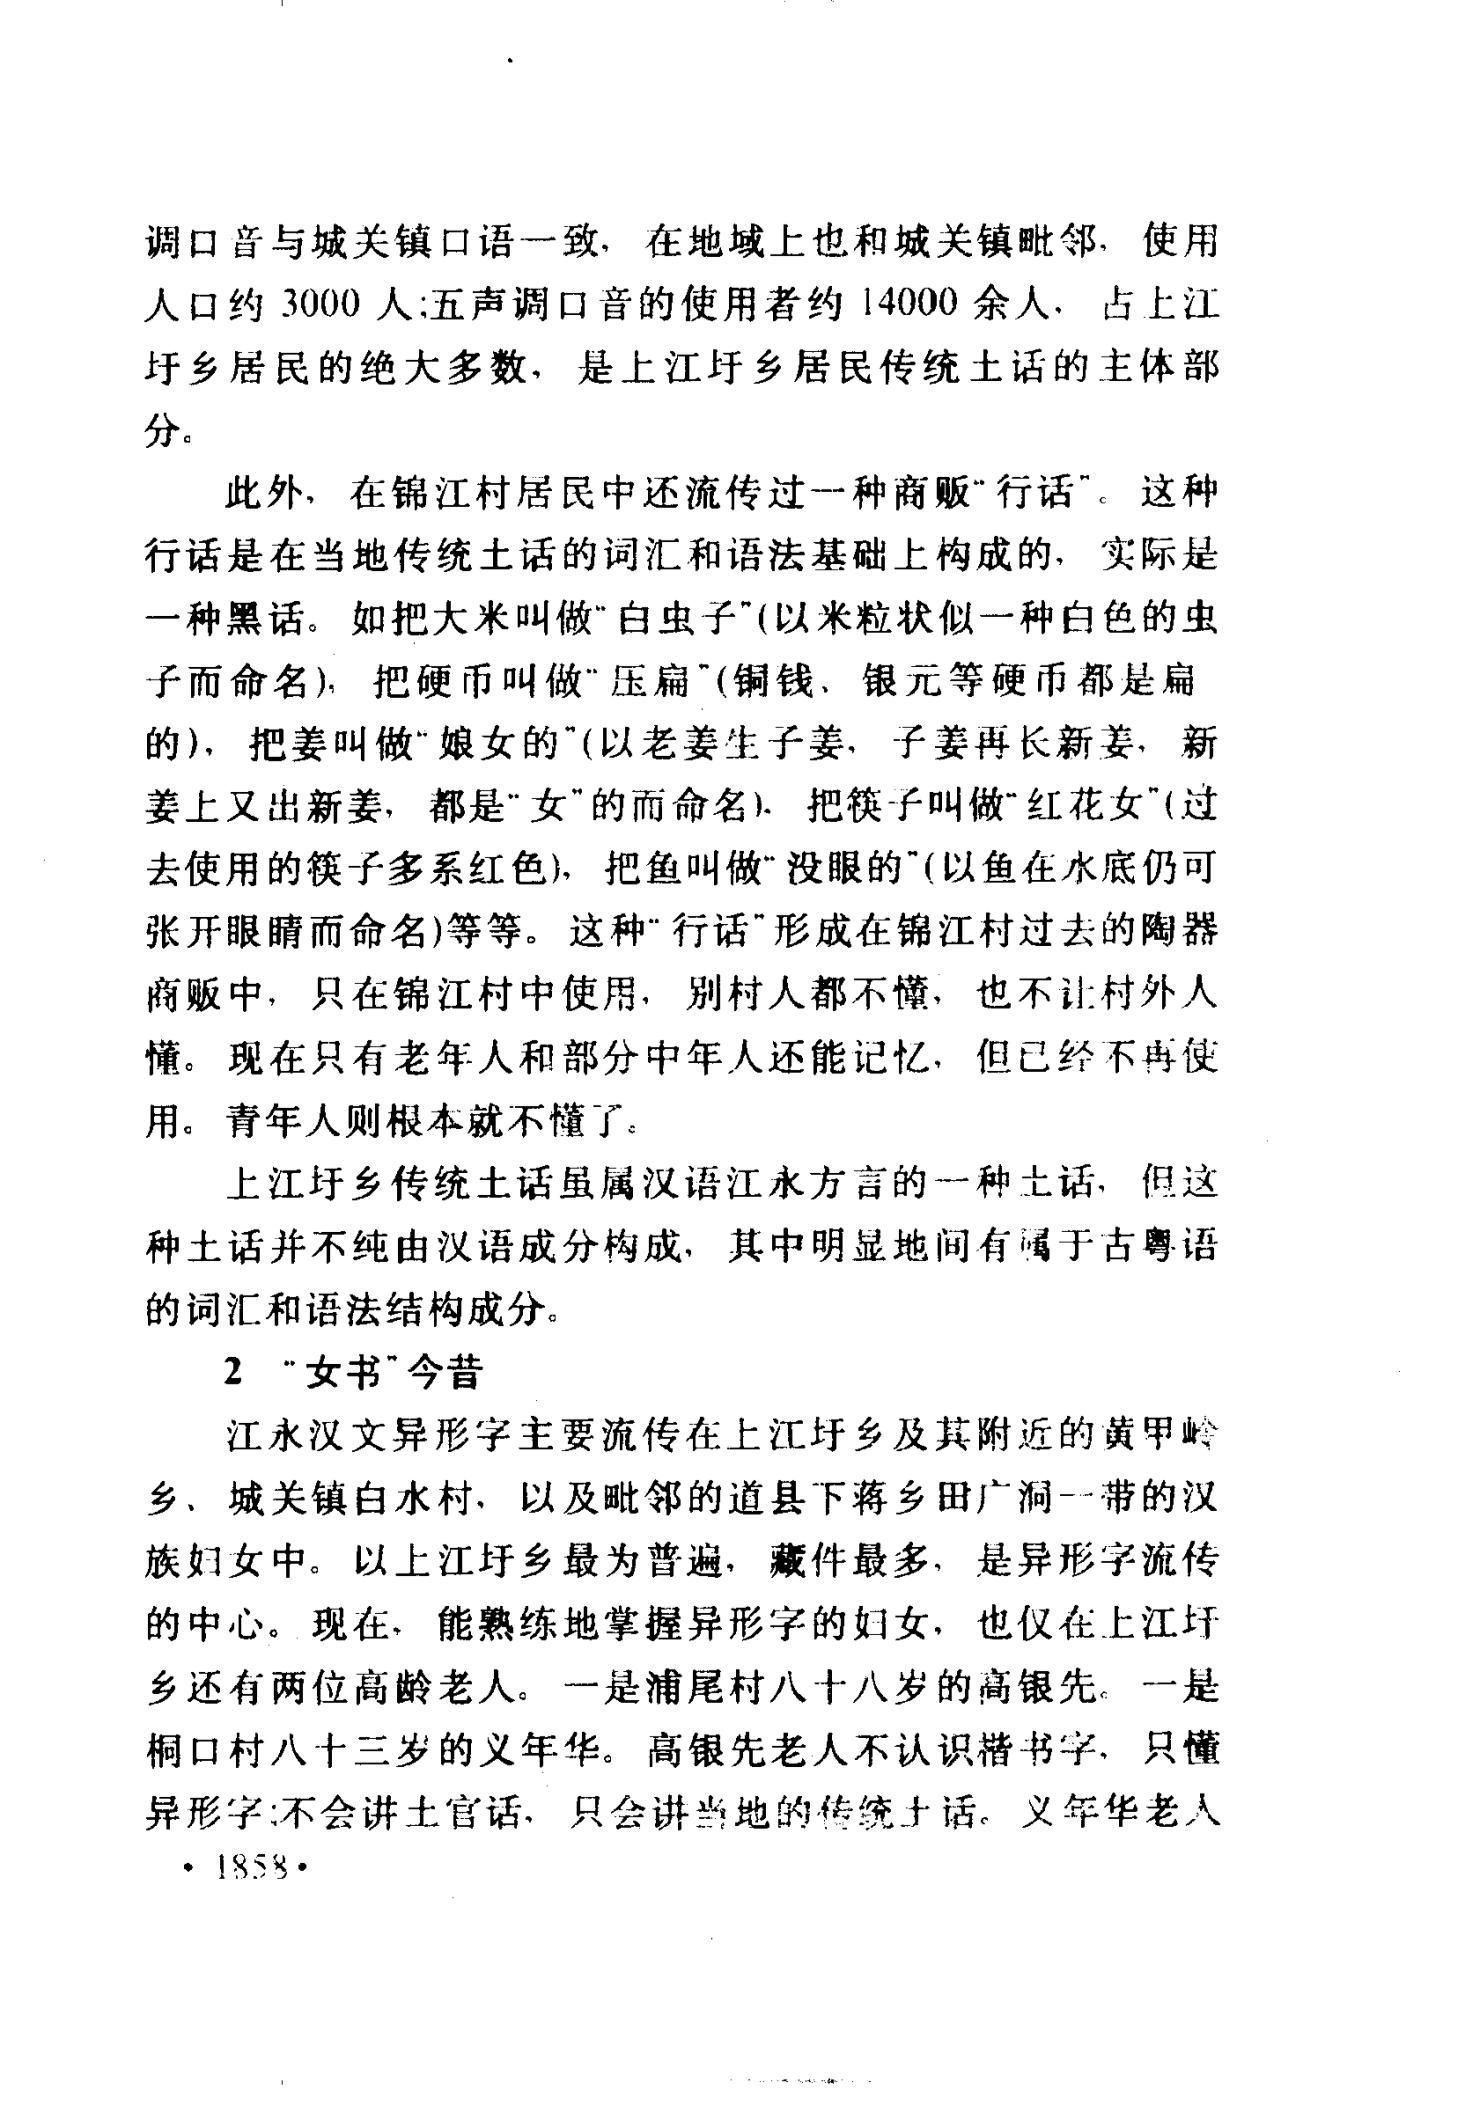 调口音与城关镇口语一致，在地域上也和城关镇毗邻，使用
人口约 3000 人;五声调口音的使用者约 14000 余人，占上江
圩乡居民的绝大多数，是上江圩乡居民传统土话的主体部
分。
此外，在锦江村居民中还流传过一种商贩“行话”。这种
行话是在当地传统土话的词汇和语法基础上构成的，实际是
一种黑话。如把大米叫做“白虫子”(以米粒状似一种白色的虫
子而命名)，把硬币叫做“压扁”(铜钱、银元等硬币都是扁
的)，把姜叫做“娘女的”(以老姜生子姜，子姜再长新姜，新
姜上又出新姜，都是“女”的而命名)．把筷子叫做“红花女”(过
去使用的筷子多系红色)，把鱼叫做“没眼的”(以鱼在水底仍可
张开眼睛而命名)等等。这种“行话”形成在锦江村过去的陶器
商贩中，只在锦江村中使用，别村人都不懂，也不让村外人
懂。现在只有老年人和部分中年人还能记忆，但已经不再使
用。青年人则根本就不懂了。
上江圩乡传统土话虽属汉语江永方言的一种土话，但这
种土话并不纯由汉语成分构成，其中明显地间有属于古粤语
的词汇和语法结构成分。
2 “女书”今昔
江永汉文异形字主要流传在上江圩乡及其附近的黄甲岭
乡、城关镇白水村，以及毗邻的道县下蒋乡田广洞一带的汉
族妇女中。以上江圩乡最为普遍，藏件最多，是异形字流传
的中心。现在，能熟练地掌握异形字的妇女，也仅在上江圩
乡还有两位高龄老人。一是浦尾村八十八岁的高银先。一是
桐口村八十三岁的义年华。高银先老人不认识楷书字，只懂
异形字;不会讲土官话，只会讲当地的传统土话。义年华老人
• 1858 •